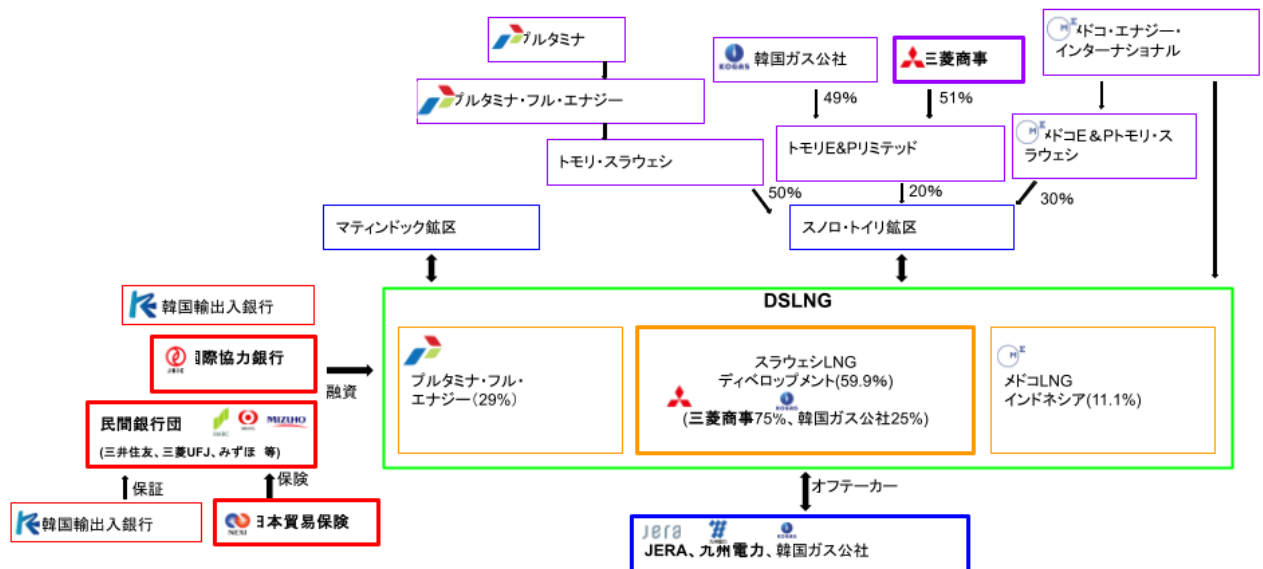 プルタミナ
KOGAS 韓国ガス公社
三菱商事
メドコ・エナジー・
インターナショナル
プルタミナ・フル・エナジー
49%
51%
トモリ・スラウェシ
トモリE&Pリミテッド
メドコE&Pトモリ・ス
ラウェシ
50%
20%
30%
マティンドック鉱区
スノロ・トイリ鉱区
DSLNG
韓国輸出入銀行
JBIC 国際協力銀行
融資
民間銀行団
SMBC
MUFG
MIZUHO
(三井住友、三菱UFJ、みずほ 等)
保証
保険
韓国輸出入銀行
NEXI 日本貿易保険
プルタミナ・フル・
エナジー(29%)
スラウェシLNG
ディベロップメント(59.9%)
KOGAS
(三菱商事75%、韓国ガス公社25%)
メドLNG
インドネシア(11.1%)
オフテーカー
Jera
九州電力
KOGAS
JERA、九州電力、韓国ガス公社